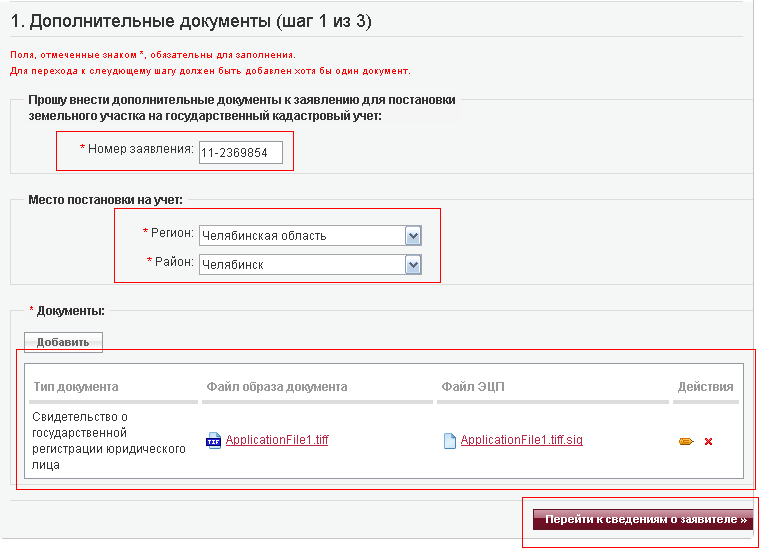 1. Дополнительные документы (шаг 1 из 3)
Поля, отмеченные знаком *, обязательны для заполнения.
Для перехода к слеудющему шагу должен быть добавлен хотя бы один документ.
Прошу внести дополнительные документы к заявлению для постановки
земельного участка на государственный кадастровый учет:
* Номер заявления: 11-2369854
Место постановки на учет:
* Регион: Челябинская область
* Район: Челябинск
* Документы:
Добавить
Тип документа Файл образа документа Файл ЭЦП Действия
Свидетельство о
государственной
регистрации юридического
лица
TIF ApplicationFile1.tiff ApplicationFile1.tiff.sig
Перейти к сведениям о заявителе »